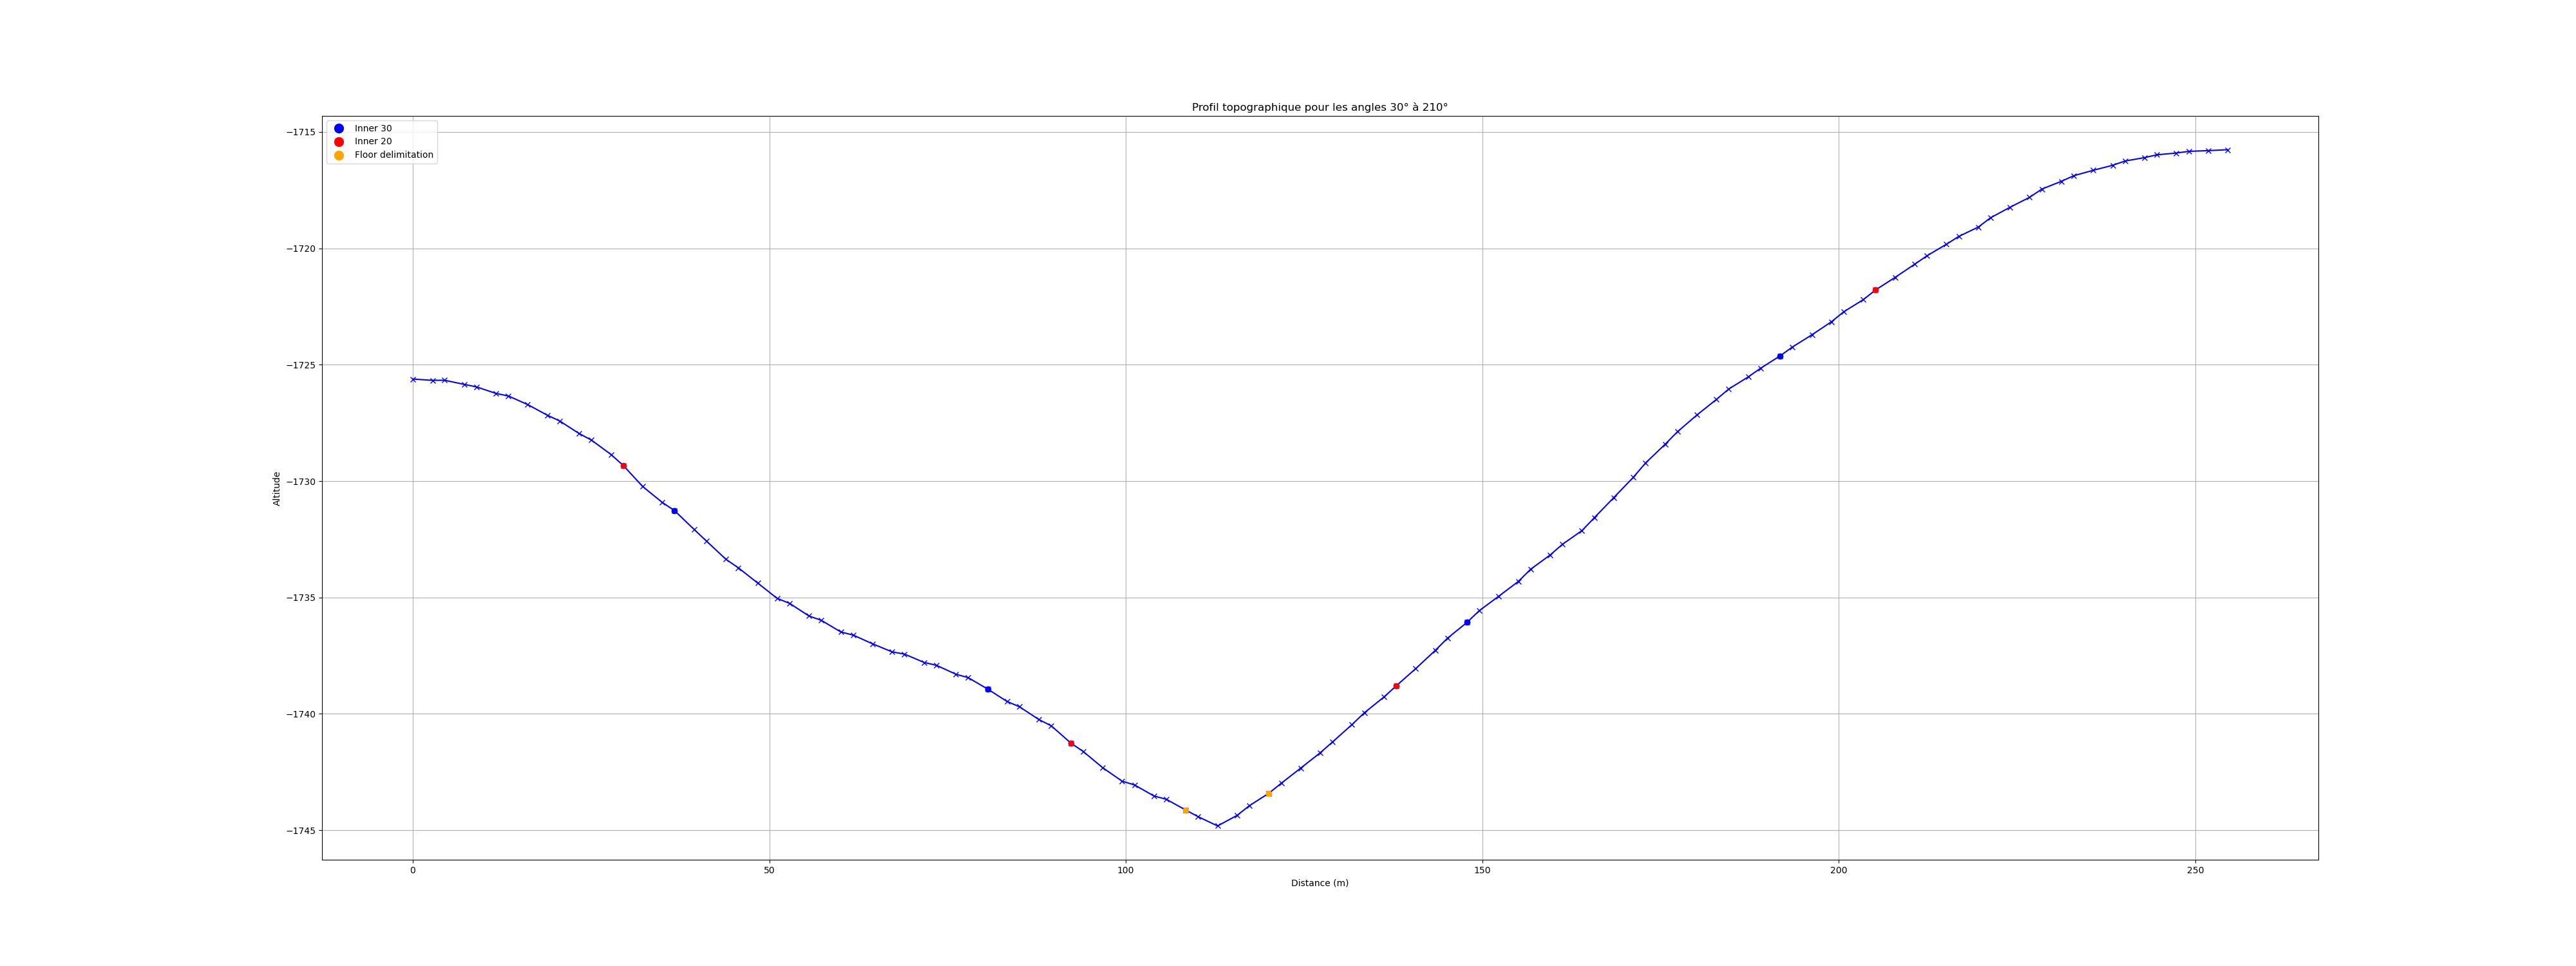 Profil topographique pour les angles 30° à 210°
Inner 30
Inner 20
Floor delimitation
−1715
−1720
−1725
−1730
−1735
−1740
−1745
Altitude
0 50 100 150 200 250
Distance (m)